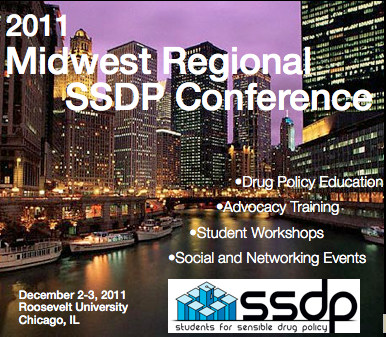 2011
Midwest Regional
SSDP Conference
•Drug Policy Education
•Advocacy Training
•Student Workshops
•Social and Networking Events
December 2-3, 2011
Roosevelt University
Chicago, IL
ssdp
students for sensible drug policy